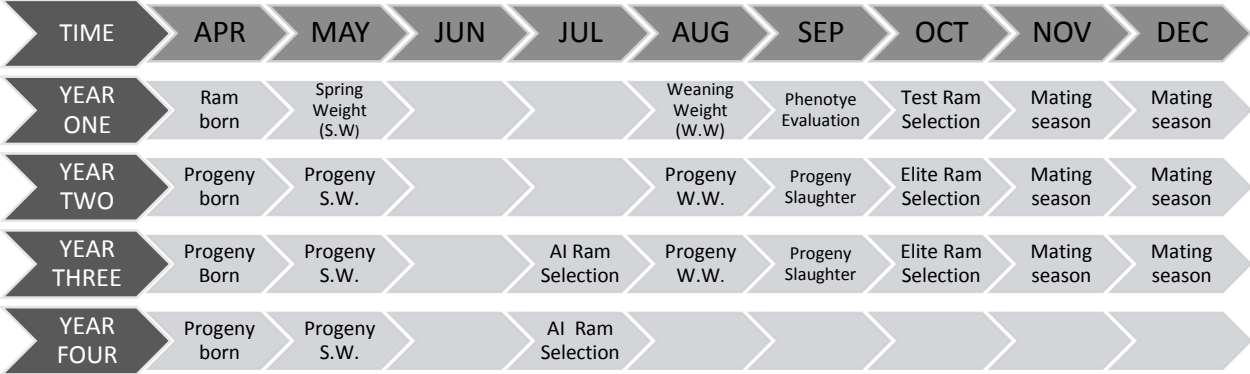 TIME
APR
MAY
JUN
JUL
AUG
SEP
OCT
NOV
DEC
YEAR
ONE
Ram
born
Spring
Weight
(S.W)
Weaning
Weight
(W.W)
Phenotye
Evaluation
Test Ram
Selection
Mating
season
Mating
season
YEAR
TWO
Progeny
born
Progeny
S.W.
Progeny
W.W.
Progeny
Slaughter
Elite Ram
Selection
Mating
season
Mating
season
YEAR
THREE
Progeny
Born
Progeny
S.W.
AI Ram
Selection
Progeny
W.W.
Progeny
Slaughter
Elite Ram
Selection
Mating
season
Mating
season
YEAR
FOUR
Progeny
born
Progeny
S.W.
AI Ram
Selection